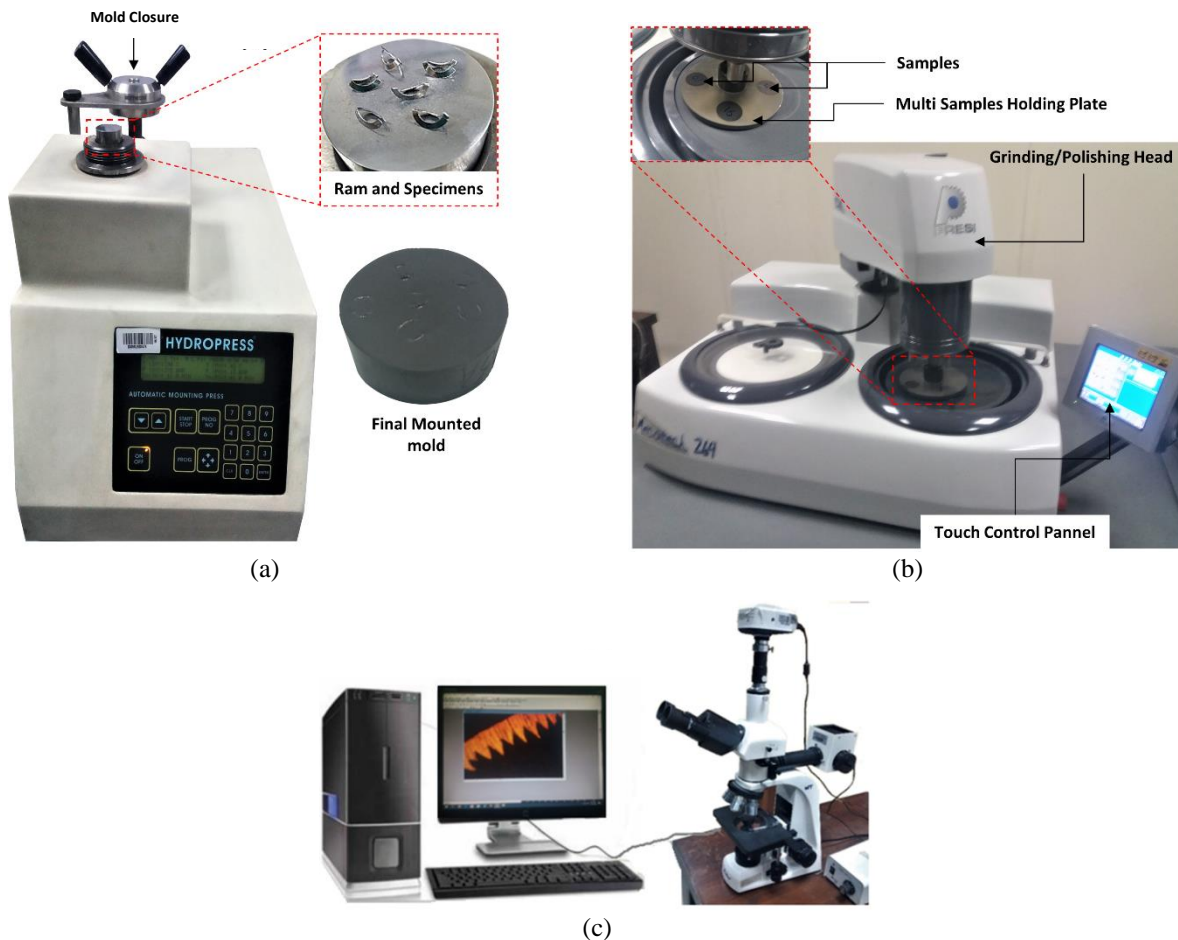 Mold Closure
Ram and Specimens
HYDROPRESS
AUTOMATIC MOUNTING PRESS
START
STOP
PROG
NO
7 8 9
4 5 6
1 2 3
0
ON
OFF
PROG
Final Mounted
mold
(a)
Samples
Multi Samples Holding Plate
Grinding/Polishing Head
PRESI
Touch Control Pannel
(b)
(c)